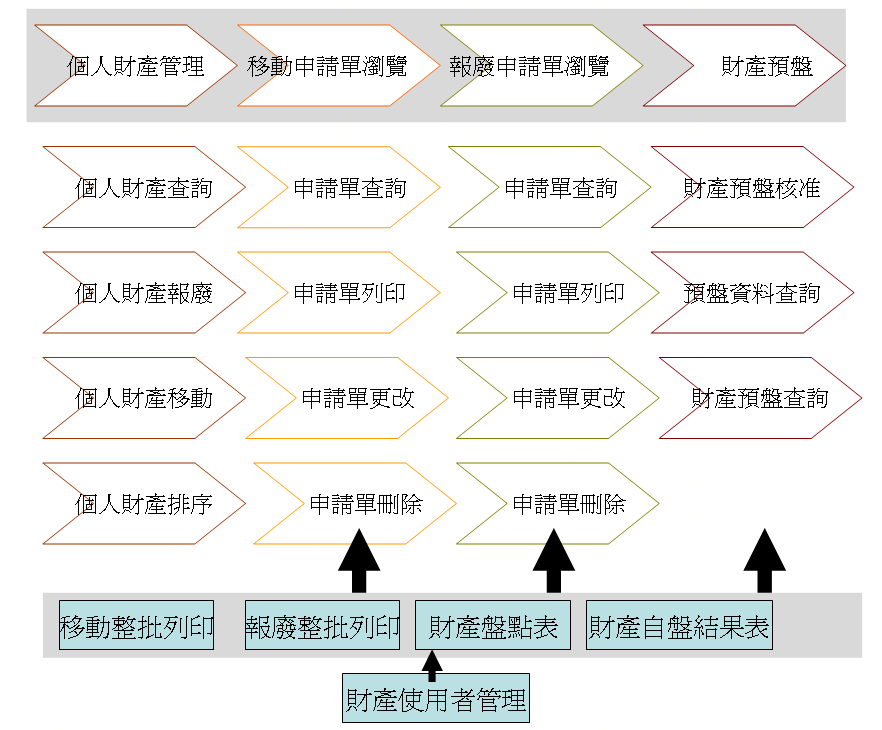 個人財產管理
移動申請單瀏覽
報廢申請單瀏覽
財產預盤
個人財產查詢
申請單查詢
申請單查詢
財產預盤核准
個人財產報廢
申請單列印
申請單列印
預盤資料查詢
個人財產移動
申請單更改
申請單更改
財產預盤查詢
個人財產排序
申請單刪除
申請單刪除
移動整批列印
報廢整批列印
財產盤點表
財產自盤結果表
財產使用者管理